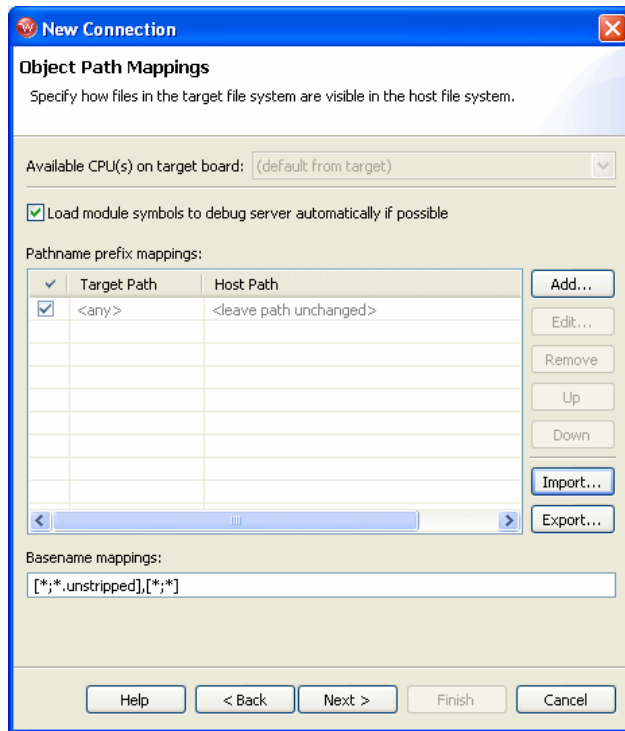 New Connection
Object Path Mappings
Specify how files in the target file system are visible in the host file system.
Available CPU(s) on target board: (default from target)
Load module symbols to debug server automatically if possible
Pathname prefix mappings:
Target Path Host Path Add...
<any> <leave path unchanged> Edit...
Remove
Up
Down
Import...
Export...
Basename mappings:
[*;*.unstripped],[*;*]
Help < Back Next > Finish Cancel